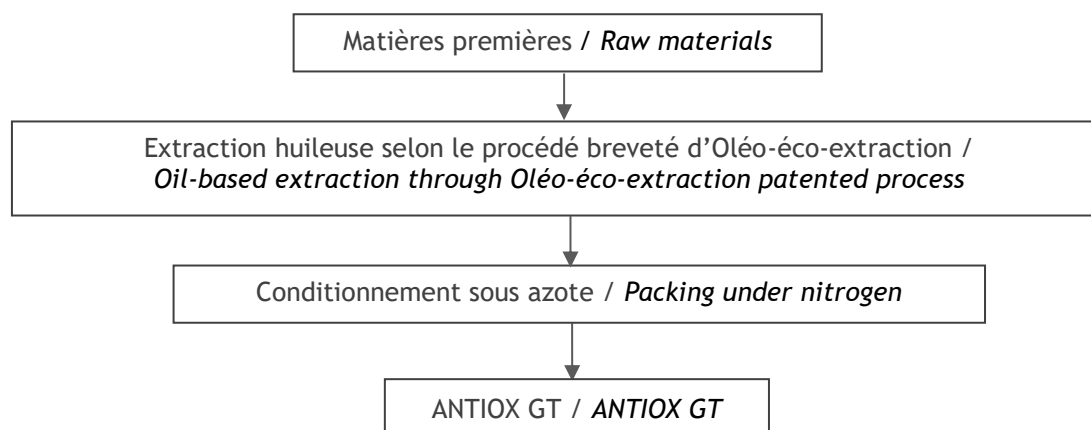 Matières premières / Raw materials
Extraction huileuse selon le procédé breveté d’Oléo-éco-extraction /
Oil-based extraction through Oléo-éco-extraction patented process
Conditionnement sous azote / Packing under nitrogen
ANTIOX GT / ANTIOX GT